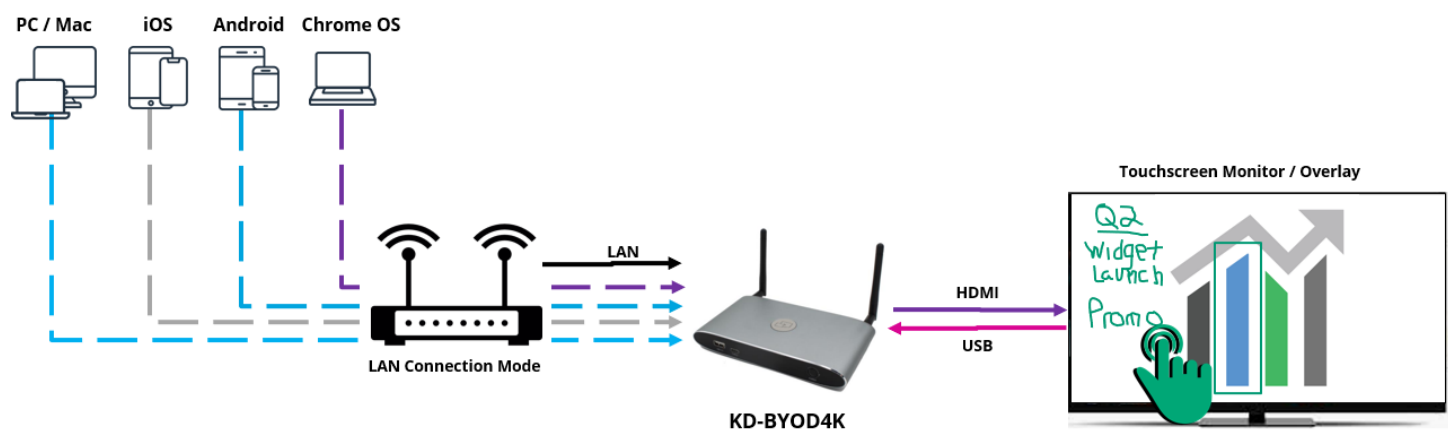 PC / Mac
iOS
Android
Chrome OS
Touchscreen Monitor / Overlay
Q2
Widget
Launch
Promo
LAN
HDMI
USB
LAN Connection Mode
KD-BYOD4K